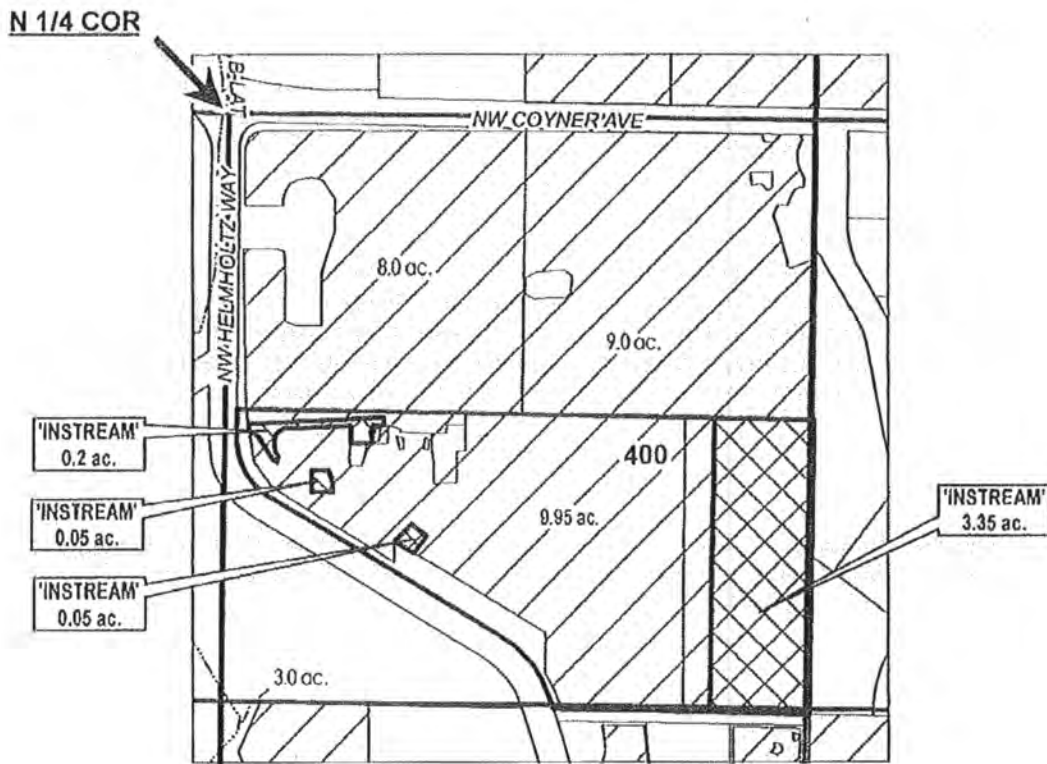 N 1/4 COR
B-LAT
NW COYNER AVE
NW HELMHOLTZ WAY
8.0 ac.
9.0 ac.
'INSTREAM'
0.2 ac.
400
'INSTREAM'
0.05 ac.
9.95 ac.
'INSTREAM'
3.35 ac.
'INSTREAM'
0.05 ac.
3.0 ac.